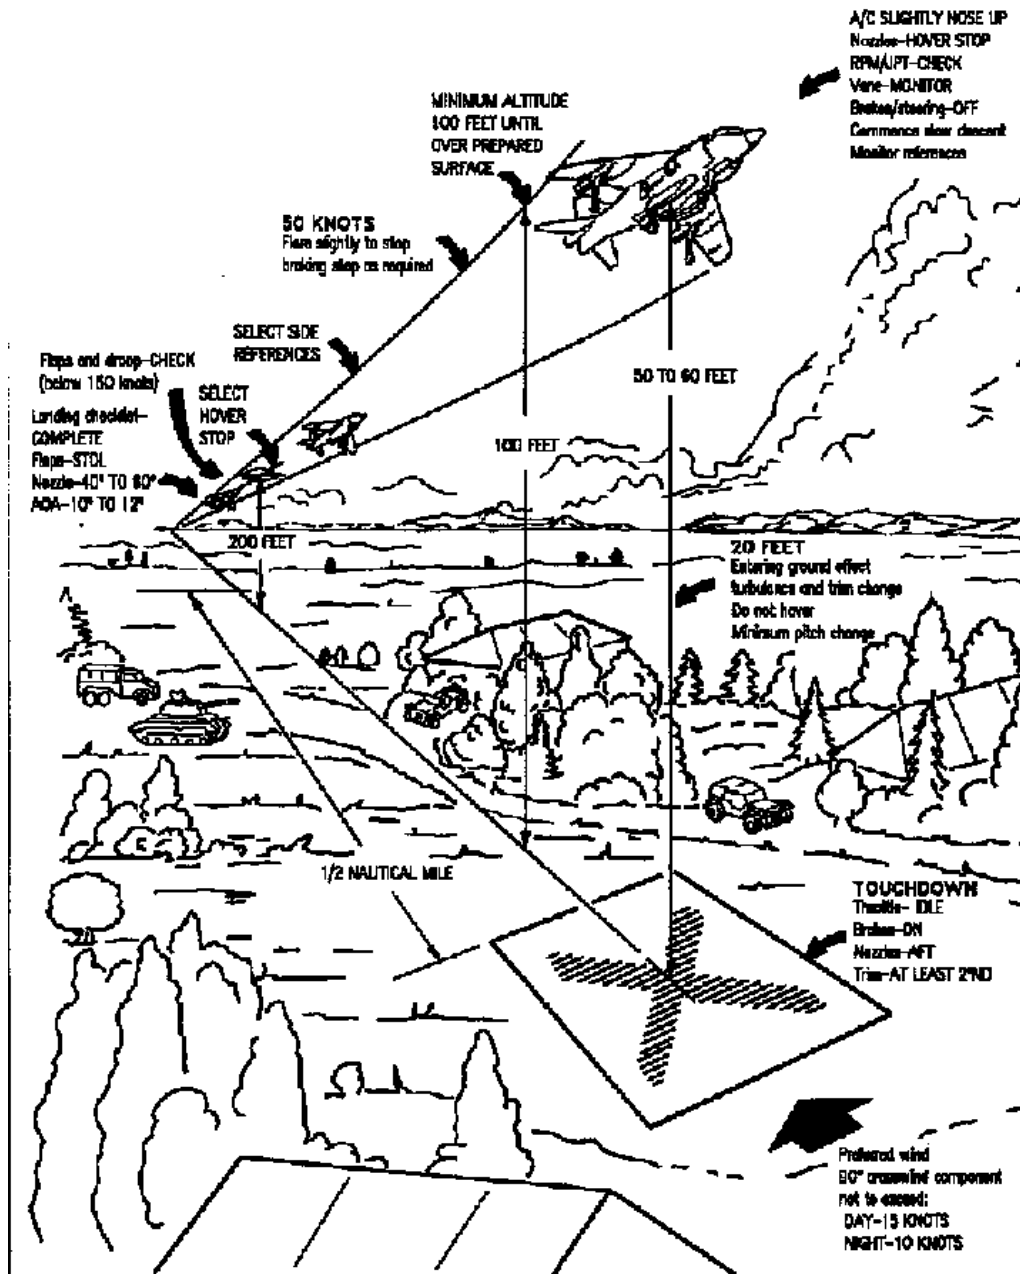 A/C SLIGHTLY NOSE UP
Nozzles-HOVER STOP
RPM/JPT-CHECK
Vane-MONITOR
Brakes/steering-OFF
Commence slow descent
Monitor references
MINIMUM ALTITUDE
100 FEET UNTIL
OVER PREPARED
SURFACE
50 KNOTS
Flare slightly to stop
braking stop as required
SELECT SIDE
REFERENCES
Flaps and droop-CHECK
(below 150 knots)
SELECT
HOVER
STOP
Landing checklist-
COMPLETE
Flaps-STOL
Nozzle-40° TO 60°
AOA-10° TO 12°
50 TO 60 FEET
100 FEET
200 FEET
20 FEET
Entering ground effect
turbulence and trim change
Do not hover
Minimum pitch change
1/2 NAUTICAL MILE
TOUCHDOWN
Throttle- IDLE
Brakes-ON
Nozzles-AFT
Trim-AT LEAST 2°ND
Preferred wind
90° crosswind component
not to exceed:
DAY-15 KNOTS
NIGHT-10 KNOTS